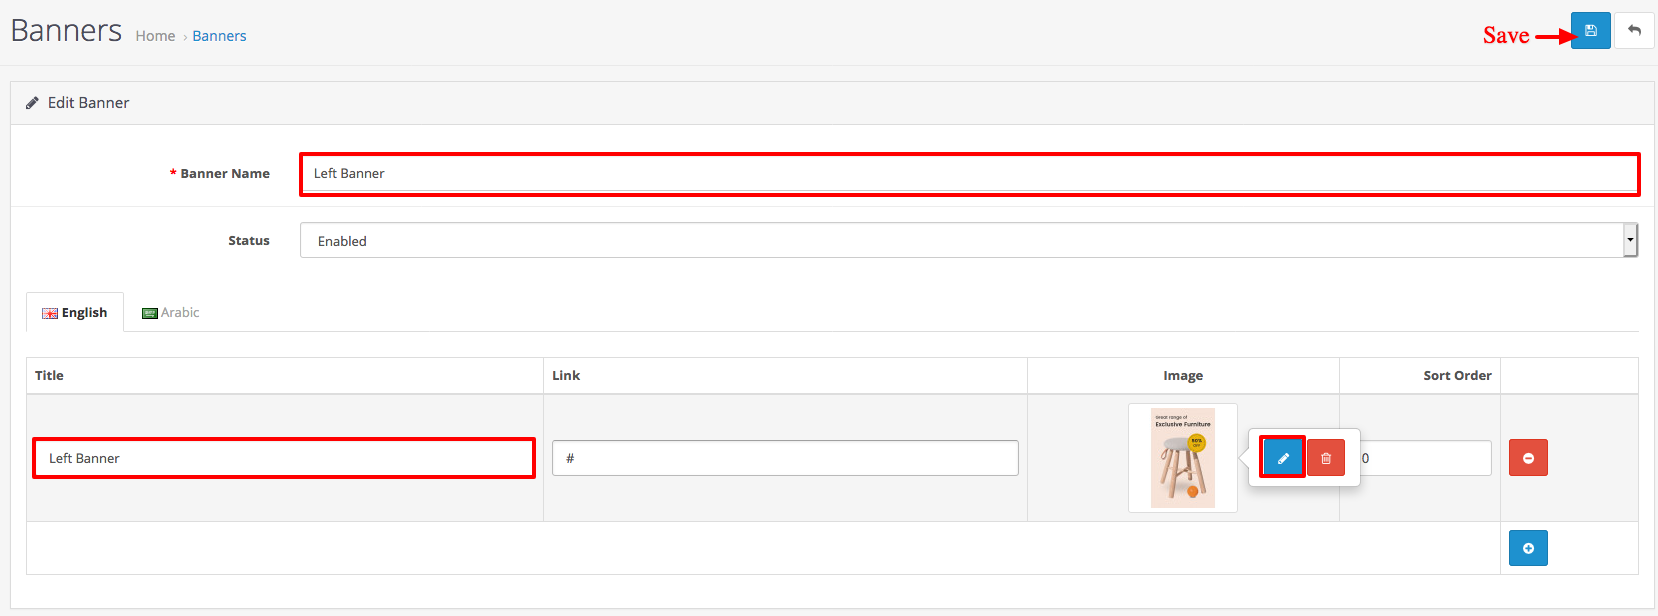 Banners Home › Banners
Save
Edit Banner
* Banner Name Left Banner
Status Enabled
English Arabic
Title Link Image Sort Order
Great range of
Exclusive Furniture
50%
OFF
Left Banner # 0